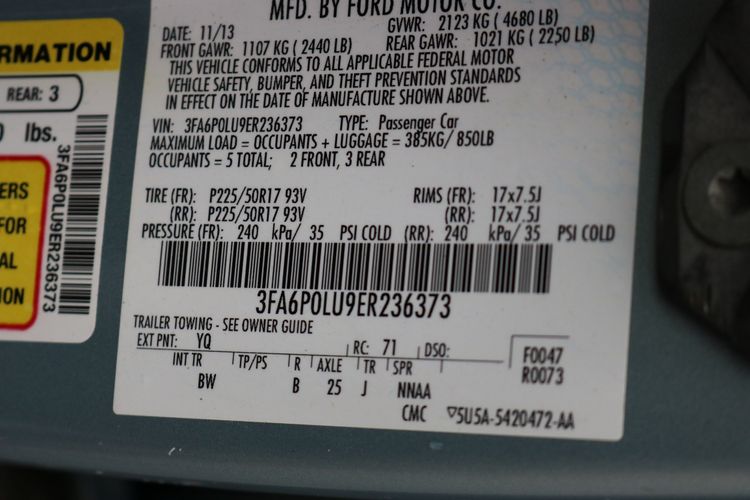 MFD. BY FORD MOTOR CO.
DATE: 11/13 GVWR: 2123 KG (4680 LB)
FRONT GAWR: 1107 KG (2440 LB) REAR GAWR: 1021 KG (2250 LB)
THIS VEHICLE CONFORMS TO ALL APPLICABLE FEDERAL MOTOR
VEHICLE SAFETY, BUMPER, AND THEFT PREVENTION STANDARDS
IN EFFECT ON THE DATE OF MANUFACTURE SHOWN ABOVE.
VIN: 3FA6P0LU9ER236373 TYPE: Passenger Car
MAXIMUM LOAD = OCCUPANTS + LUGGAGE = 385KG/ 850LB
OCCUPANTS = 5 TOTAL; 2 FRONT, 3 REAR
TIRE (FR): P225/50R17 93V RIMS (FR): 17x7.5J
(RR): P225/50R17 93V (RR): 17x7.5J
PRESSURE (FR): 240 kPa/ 35 PSI COLD (RR): 240 kPa/ 35 PSI COLD
3FA6P0LU9ER236373
TRAILER TOWING - SEE OWNER GUIDE
EXT PNT: YQ RC: 71 DSO: F0047
R0073
INT TR TP/PS R AXLE TR SPR
BW B 25 J NNAA
CMC ▽5U5A-5420472-AA
RMATION
REAR: 3
0 lbs.
3FA6P0LU9ER236373
ERS
FOR
AL
ION